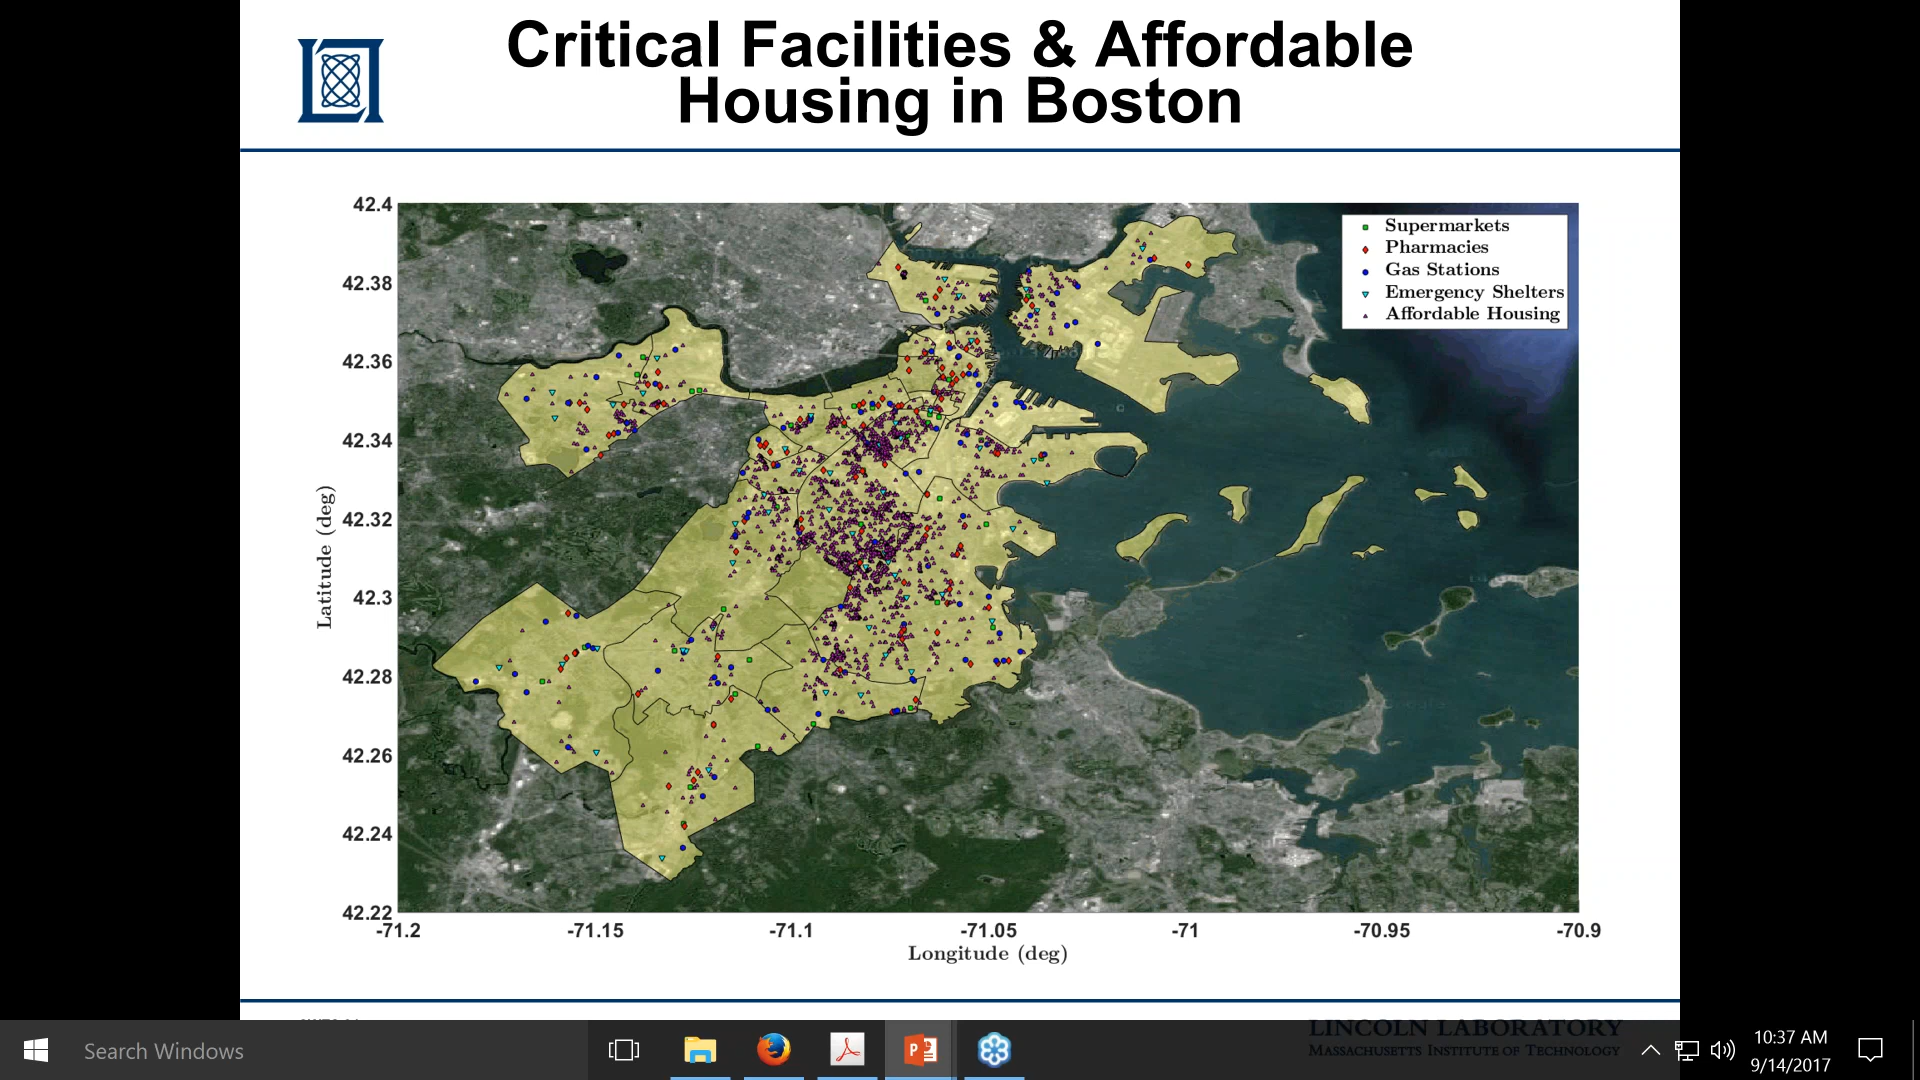 Critical Facilities & Affordable
Housing in Boston
42.4
42.38
42.36
42.34
42.32
42.3
42.28
42.26
42.24
42.22
Latitude (deg)
-71.2
-71.15
-71.1
-71.05
-71
-70.95
-70.9
Longitude (deg)
Supermarkets
Pharmacies
Gas Stations
Emergency Shelters
Affordable Housing
LINCOLN LABORATORY
MASSACHUSETTS INSTITUTE OF TECHNOLOGY
Search Windows
10:37 AM
9/14/2017